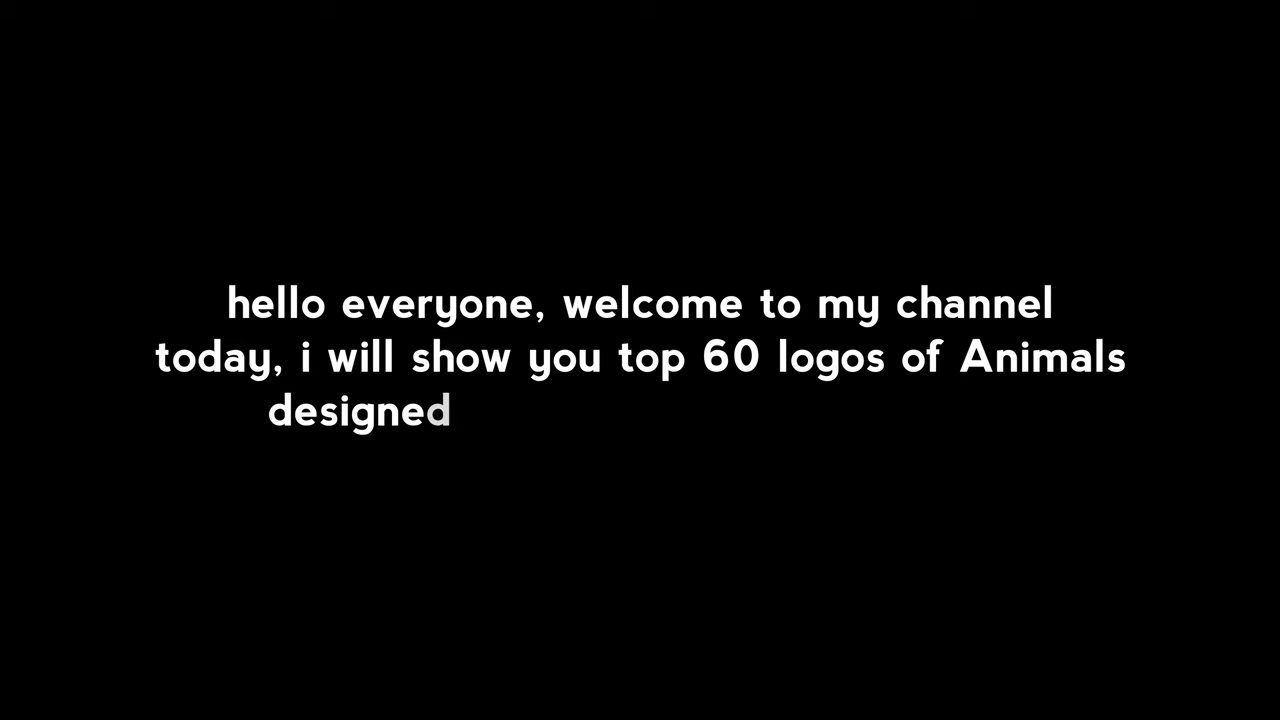 hello everyone, welcome to my channel
today, i will show you top 60 logos of Animals
designed